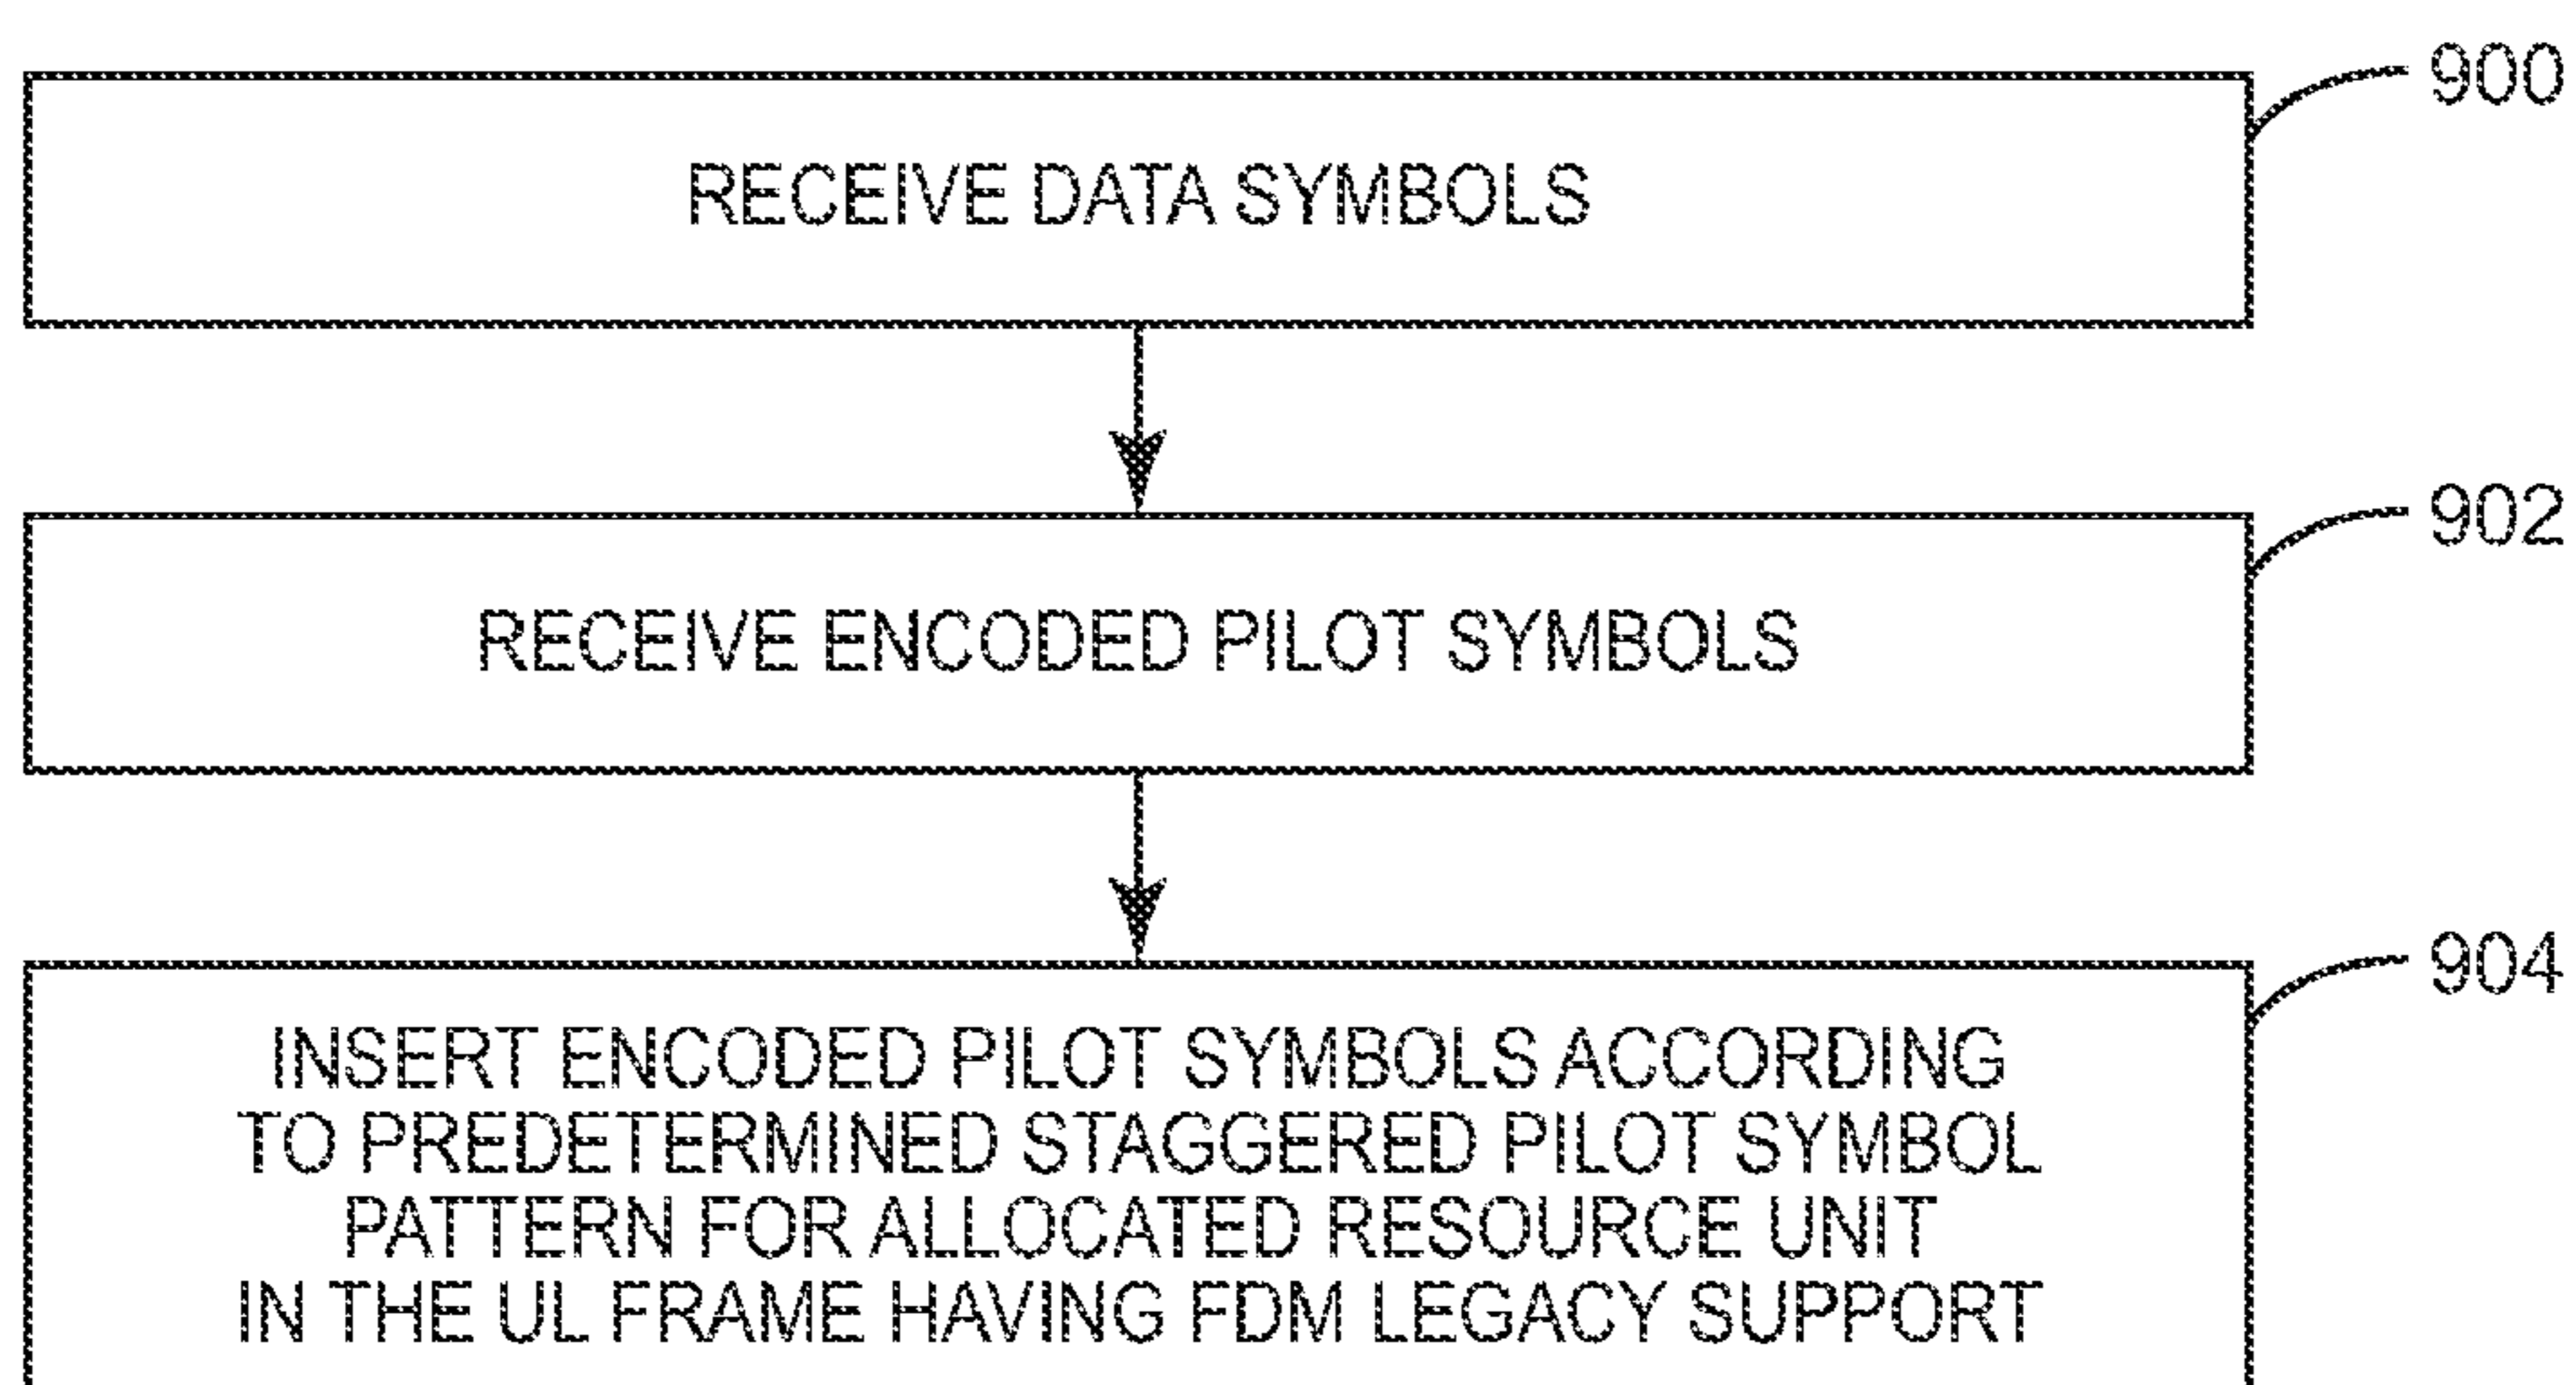 900
RECEIVE DATA SYMBOLS
902
RECEIVE ENCODED PILOT SYMBOLS
904
INSERT ENCODED PILOT SYMBOLS ACCORDING
TO PREDETERMINED STAGGERED PILOT SYMBOL
PATTERN FOR ALLOCATED RESOURCE UNIT
IN THE UL FRAME HAVING FDM LEGACY SUPPORT